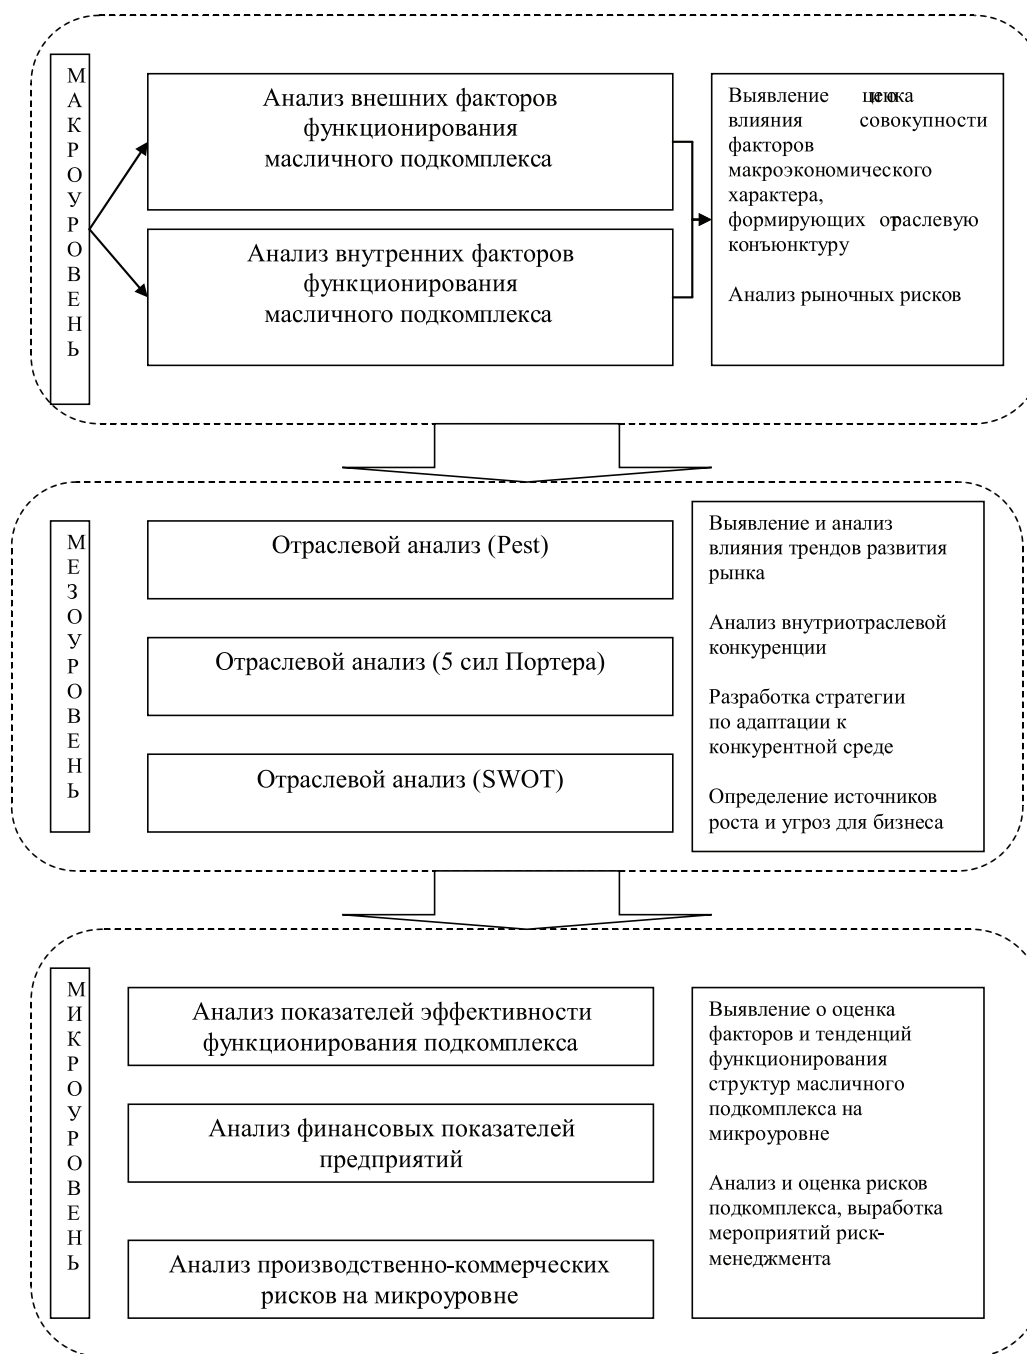 МАКРОУРОВЕНЬ
Анализ внешних факторов
функционирования
масличного подкомплекса
Анализ внутренних факторов
функционирования
масличного подкомплекса
Выявление и оценка
влияния совокупности
факторов
макроэкономического
характера,
формирующих отраслевую
конъюнктуру
Анализ рыночных рисков
МЕЗОУРОВЕНЬ
Отраслевой анализ (Pest)
Отраслевой анализ (5 сил Портера)
Отраслевой анализ (SWOT)
Выявление и анализ
влияния трендов развития
рынка
Анализ внутриотраслевой
конкуренции
Разработка стратегии
по адаптации к
конкурентной среде
Определение источников
роста и угроз для бизнеса
МИКРОУРОВЕНЬ
Анализ показателей эффективности
функционирования подкомплекса
Анализ финансовых показателей
предприятий
Анализ производственно-коммерческих
рисков на микроуровне
Выявление о оценка
факторов и тенденций
функционирования
структур масличного
подкомплекса на
микроуровне
Анализ и оценка рисков
подкомплекса, выработка
мероприятий риск-
менеджмента